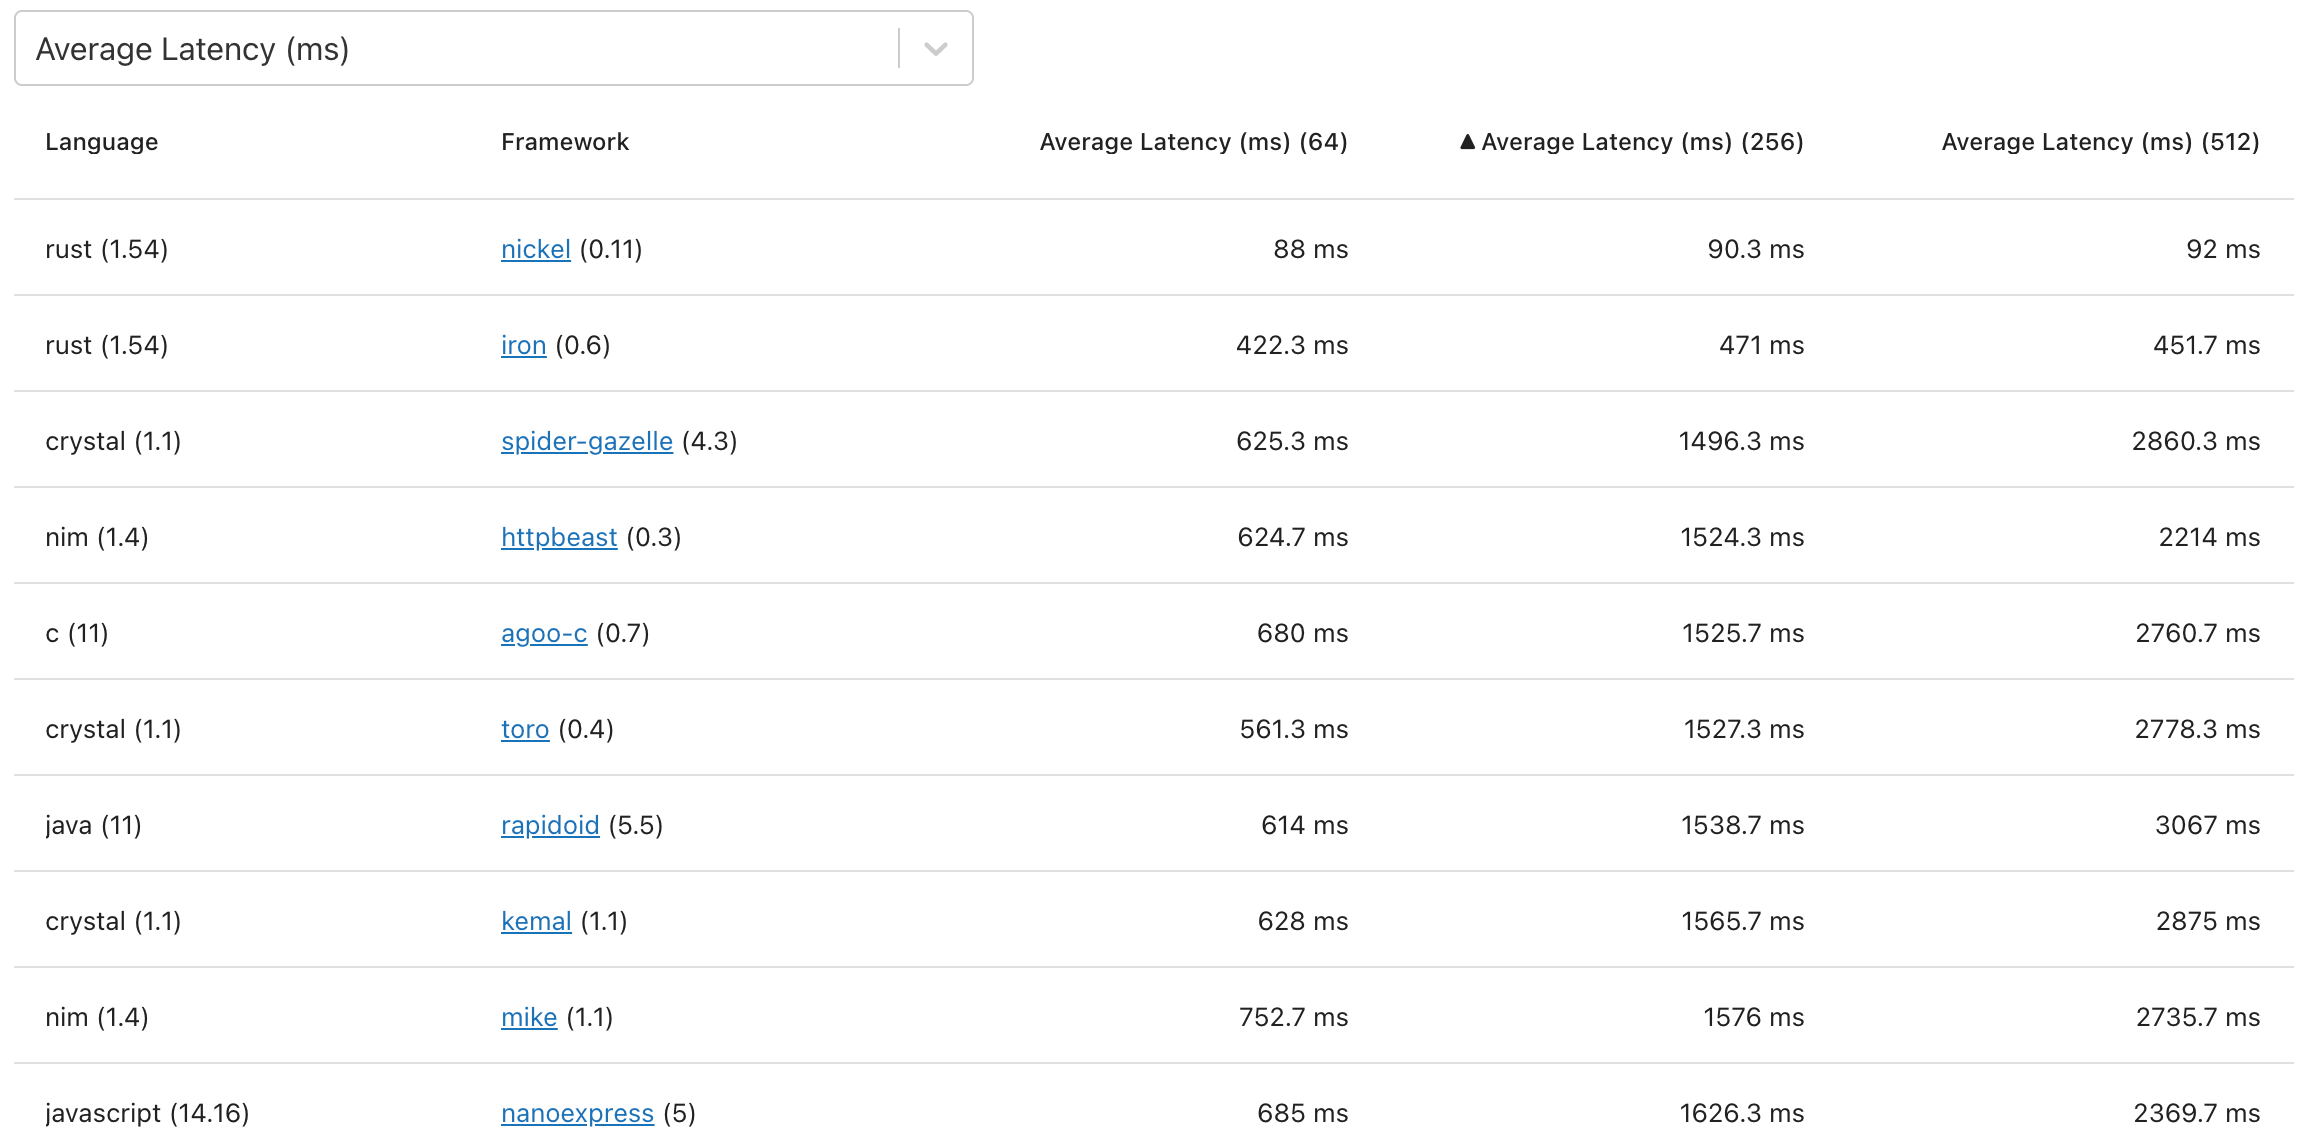 Average Latency (ms)
Language Framework Average Latency (ms) (64) ▲Average Latency (ms) (256) Average Latency (ms) (512)
rust (1.54) nickel (0.11) 88 ms 90.3 ms 92 ms
rust (1.54) iron (0.6) 422.3 ms 471 ms 451.7 ms
crystal (1.1) spider-gazelle (4.3) 625.3 ms 1496.3 ms 2860.3 ms
nim (1.4) httpbeast (0.3) 624.7 ms 1524.3 ms 2214 ms
c (11) agoo-c (0.7) 680 ms 1525.7 ms 2760.7 ms
crystal (1.1) toro (0.4) 561.3 ms 1527.3 ms 2778.3 ms
java (11) rapidoid (5.5) 614 ms 1538.7 ms 3067 ms
crystal (1.1) kemal (1.1) 628 ms 1565.7 ms 2875 ms
nim (1.4) mike (1.1) 752.7 ms 1576 ms 2735.7 ms
javascript (14.16) nanoexpress (5) 685 ms 1626.3 ms 2369.7 ms